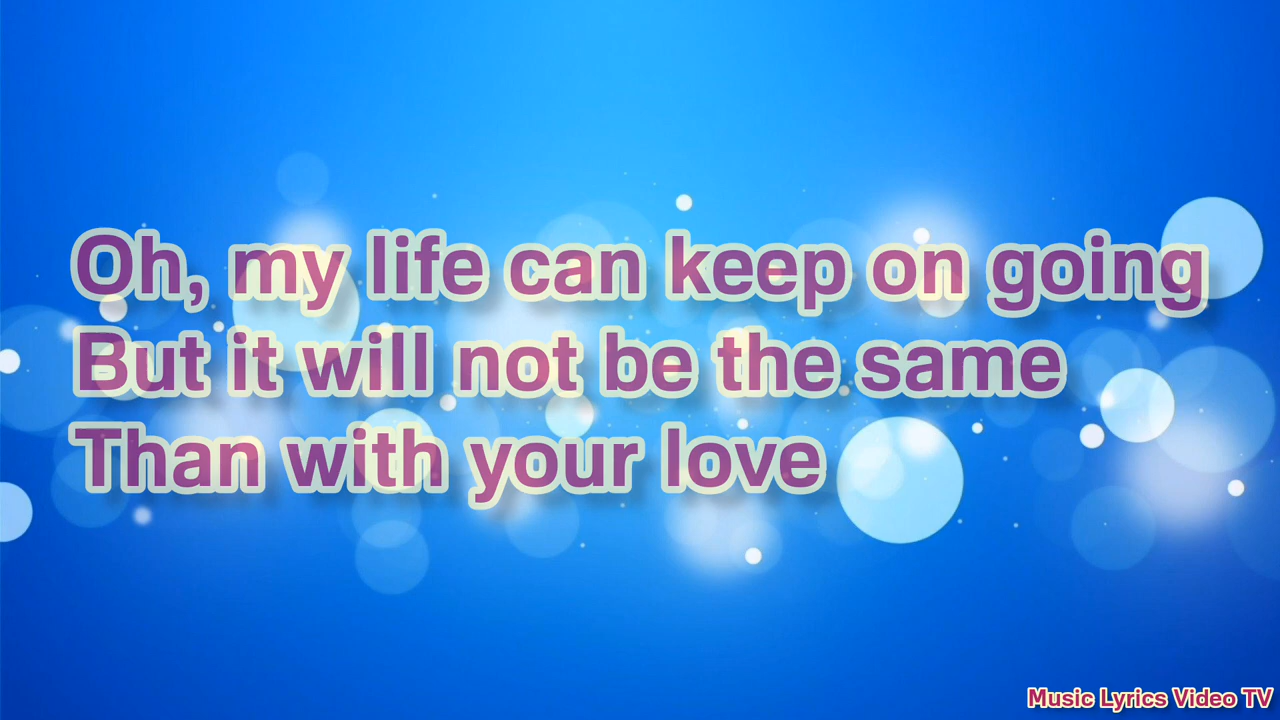 Oh, my life can keep on going
But it will not be the same
Than with your love
Music Lyrics Video TV